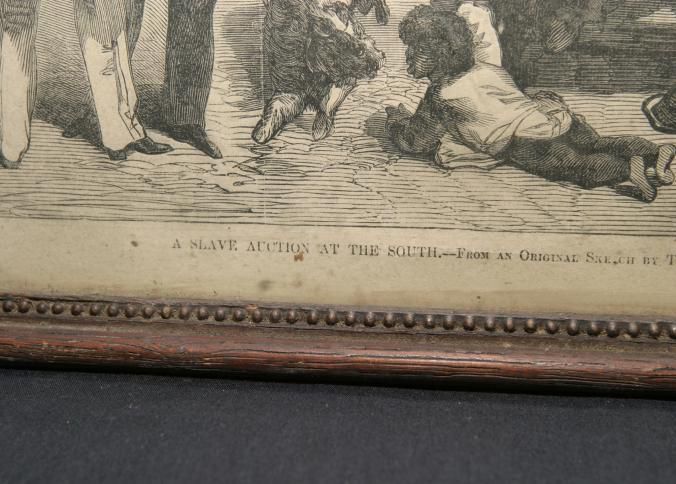 A SLAVE AUCTION AT THE SOUTH.—FROM AN ORIGINAL SKETCH BY T